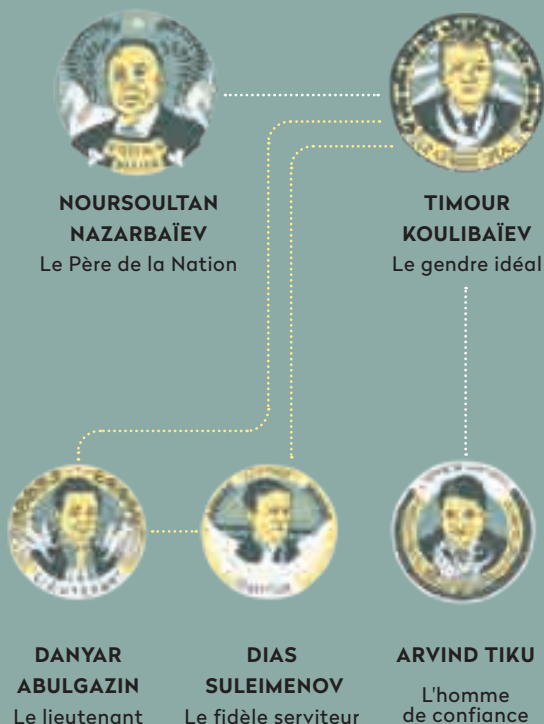 NOURSOULTAN
NAZARBAÏEV
Le Père de la Nation
TIMOUR
KOULIBAÏEV
Le gendre idéal
DANYAR
ABULGAZIN
Le lieutenant
DIAS
SULEIMENOV
Le fidèle serviteur
ARVIND TIKU
L'homme
de confiance